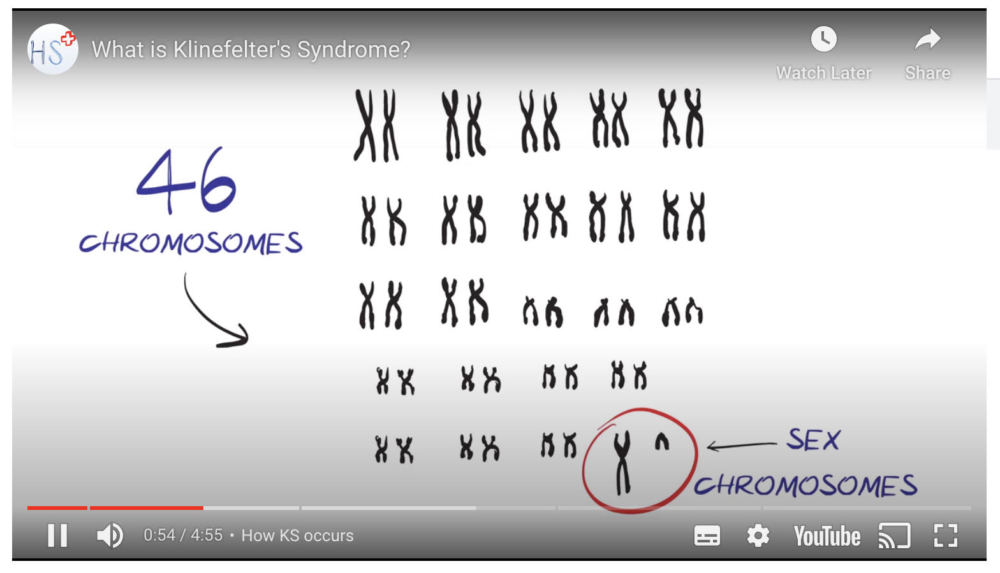 HS
What is Klinefelter's Syndrome?
Watch Later
Share
46
CHROMOSOMES
SEX
CHROMOSOMES
0:54 / 4:55 • How KS occurs
YouTube